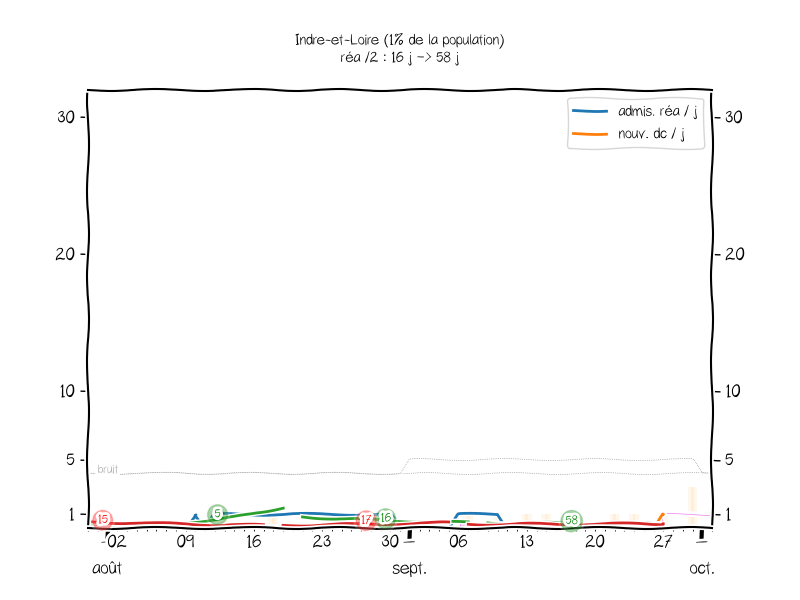 Indre-et-Loire (1% de la population)
réa /2 : 16 j -> 58 j
admis. réa / j
nouv. dc / j
30 30
20 20
10 10
5 5
bruit
1 1
15 5 17 16 58
02 09 16 23 30 06 13 20 27
août sept. oct.